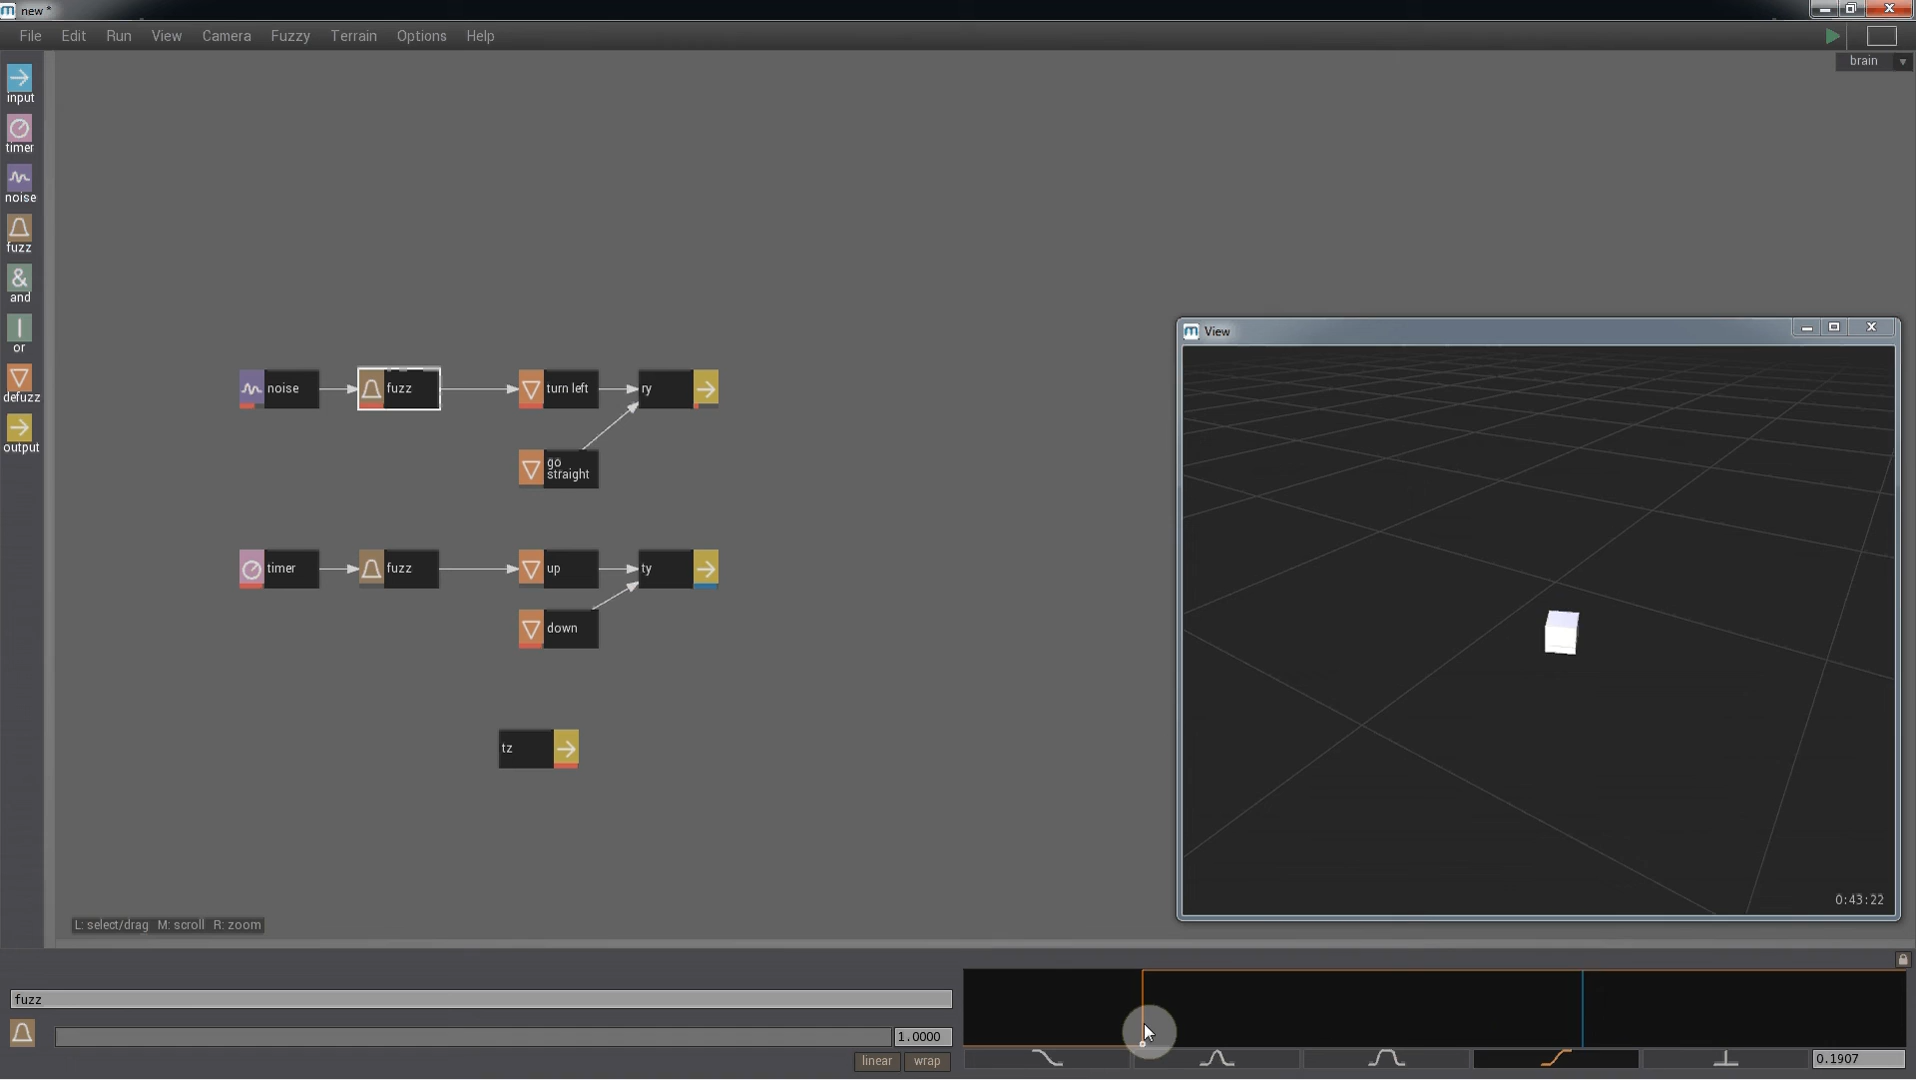 new *
File Edit Run View Camera Fuzzy Terrain Options Help
brain
input
timer
noise
fuzz
&
and
or
defuzz
output
noise
fuzz
turn left
ry
go
straight
timer
fuzz
up
ty
down
tz
View
0:43:22
L: select/drag M: scroll R: zoom
fuzz
1.0000
linear
wrap
0.1907